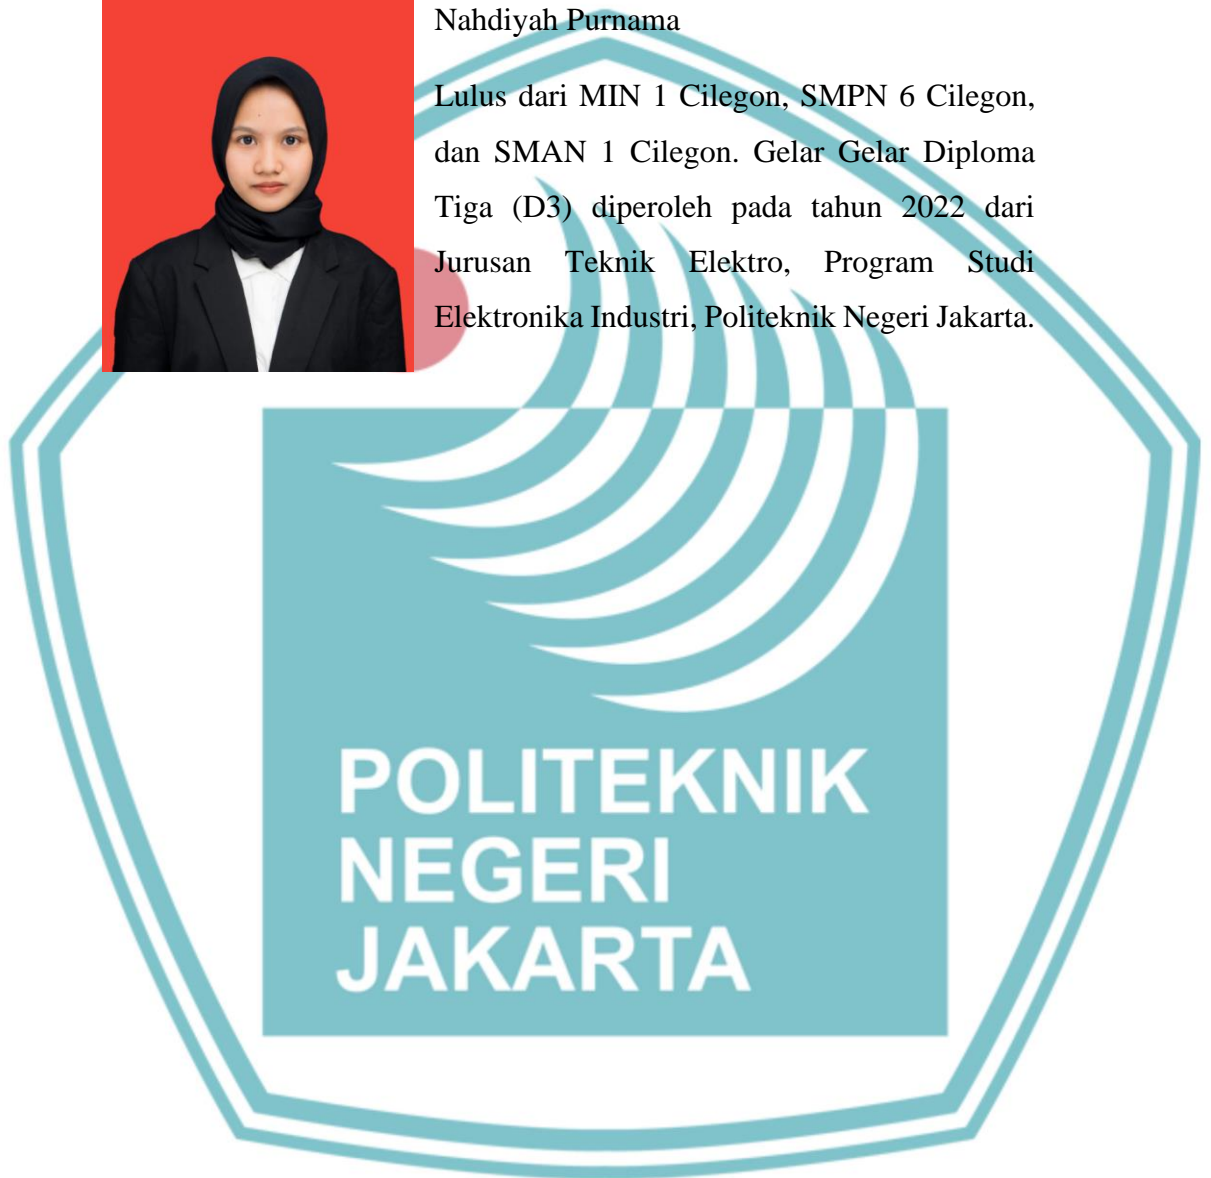 Nahdiyah Purnama
Lulus dari MIN 1 Cilegon, SMPN 6 Cilegon,
dan SMAN 1 Cilegon. Gelar Gelar Diploma
Tiga (D3) diperoleh pada tahun 2022 dari
Jurusan Teknik Elektro, Program Studi
Elektronika Industri, Politeknik Negeri Jakarta.
POLITEKNIK
NEGERI
JAKARTA